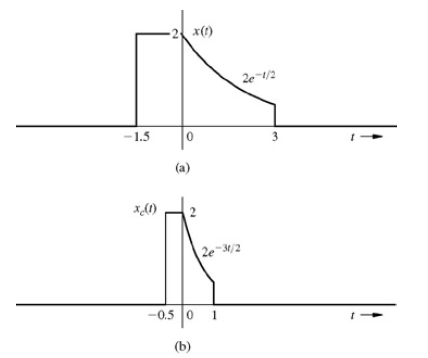 2 x(t)
2e^{-t/2}
-1.5 0 3 t
(a)
x_c(t) 2
2e^{-3t/2}
-0.5 0 1 t
(b)